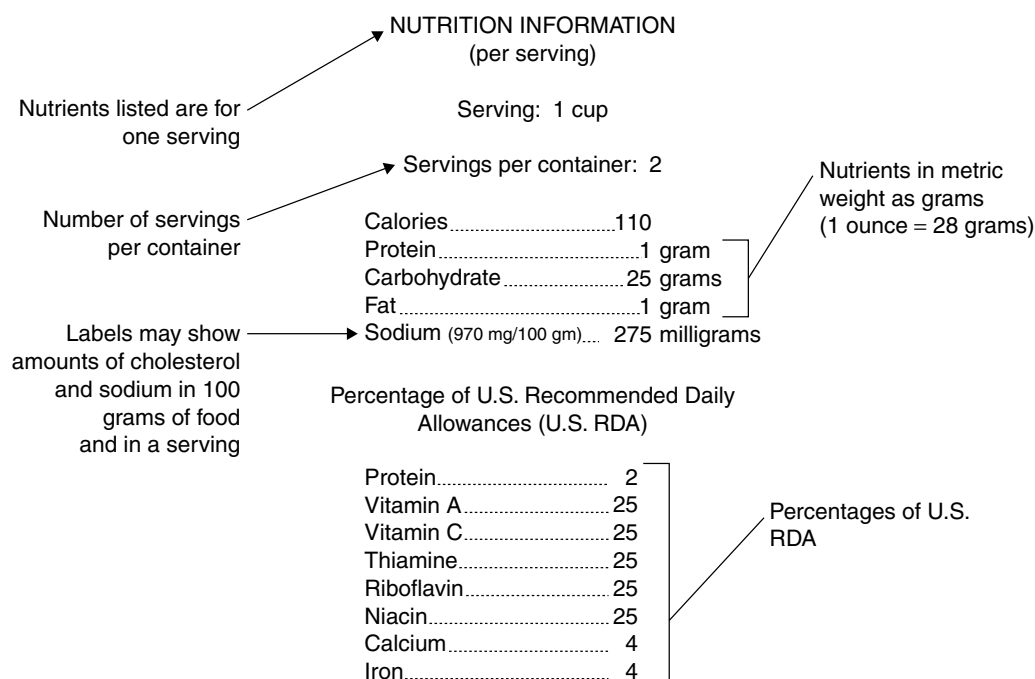 NUTRITION INFORMATION
(per serving)
Nutrients listed are for
one serving
Serving: 1 cup
Servings per container: 2
Number of servings
per container
Nutrients in metric
weight as grams
(1 ounce = 28 grams)
Calories 110
Protein 1 gram
Carbohydrate 25 grams
Fat 1 gram
Sodium (970 mg/100 gm) 275 milligrams
Labels may show
amounts of cholesterol
and sodium in 100
grams of food
and in a serving
Percentage of U.S. Recommended Daily
Allowances (U.S. RDA)
Protein 2
Vitamin A 25
Vitamin C 25
Thiamine 25
Riboflavin 25
Niacin 25
Calcium 4
Iron 4
Percentages of U.S.
RDA